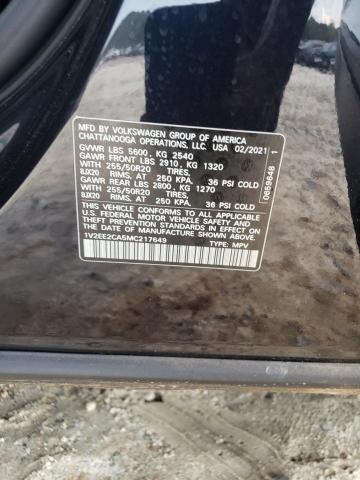 MFD. BY VOLKSWAGEN GROUP OF AMERICA
CHATTANOOGA OPERATIONS, LLC. USA 02/2021
GVWR LBS 5600, KG 2540
GAWR FRONT LBS 2910, KG 1320
WITH 255/50R20 TIRES,
8JX20 RIMS, AT 250 KPA, 36 PSI COLD
GAWR REAR LBS 2800, KG 1270
WITH 255/50R20 TIRES,
8JX20 RIMS, AT 250 KPA, 36 PSI COLD
THIS VEHICLE CONFORMS TO ALL APPLICABLE
U.S. FEDERAL MOTOR VEHICLE SAFETY AND
THEFT PREVENTION STANDARDS IN EFFECT ON THE DATE OF
MANUFACTURE SHOWN ABOVE.
1V2EE2CA5MC217649 TYPE: MPV
0659648 1